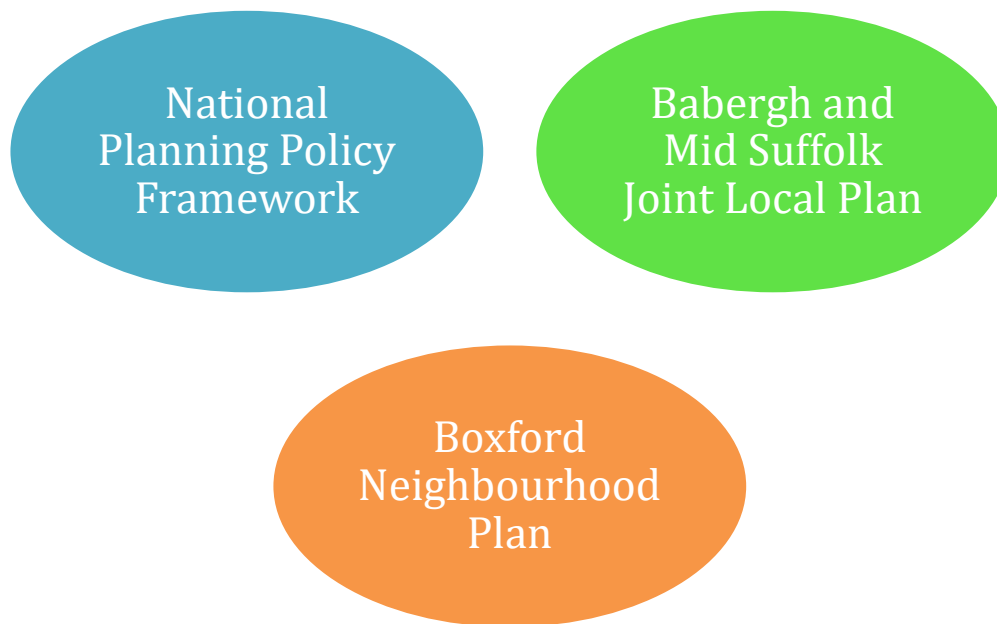 National
Planning Policy
Framework
Babergh and
Mid Suffolk
Joint Local Plan
Boxford
Neighbourhood
Plan